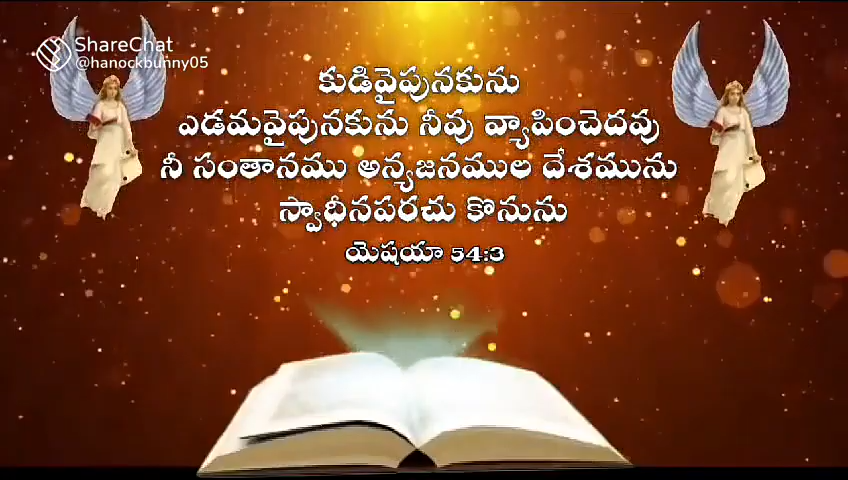 ShareChat
@hanockbunny05
కుడివైపునకును
ఎడమవైపునకును నీవు వ్యాపించెదవు
నీ సంతానము అన్యజనముల దేశమును
స్వాధీనపరచు కొనును
యెషయా 54:3